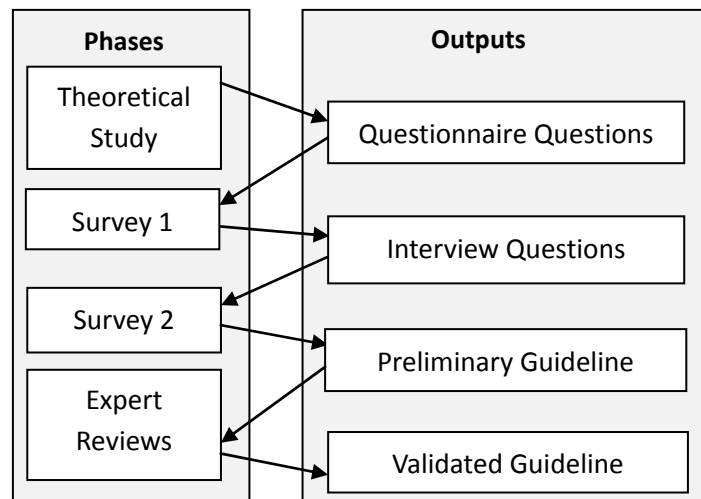 Phases
Theoretical
Study
Survey 1
Survey 2
Expert
Reviews
Outputs
Questionnaire Questions
Interview Questions
Preliminary Guideline
Validated Guideline